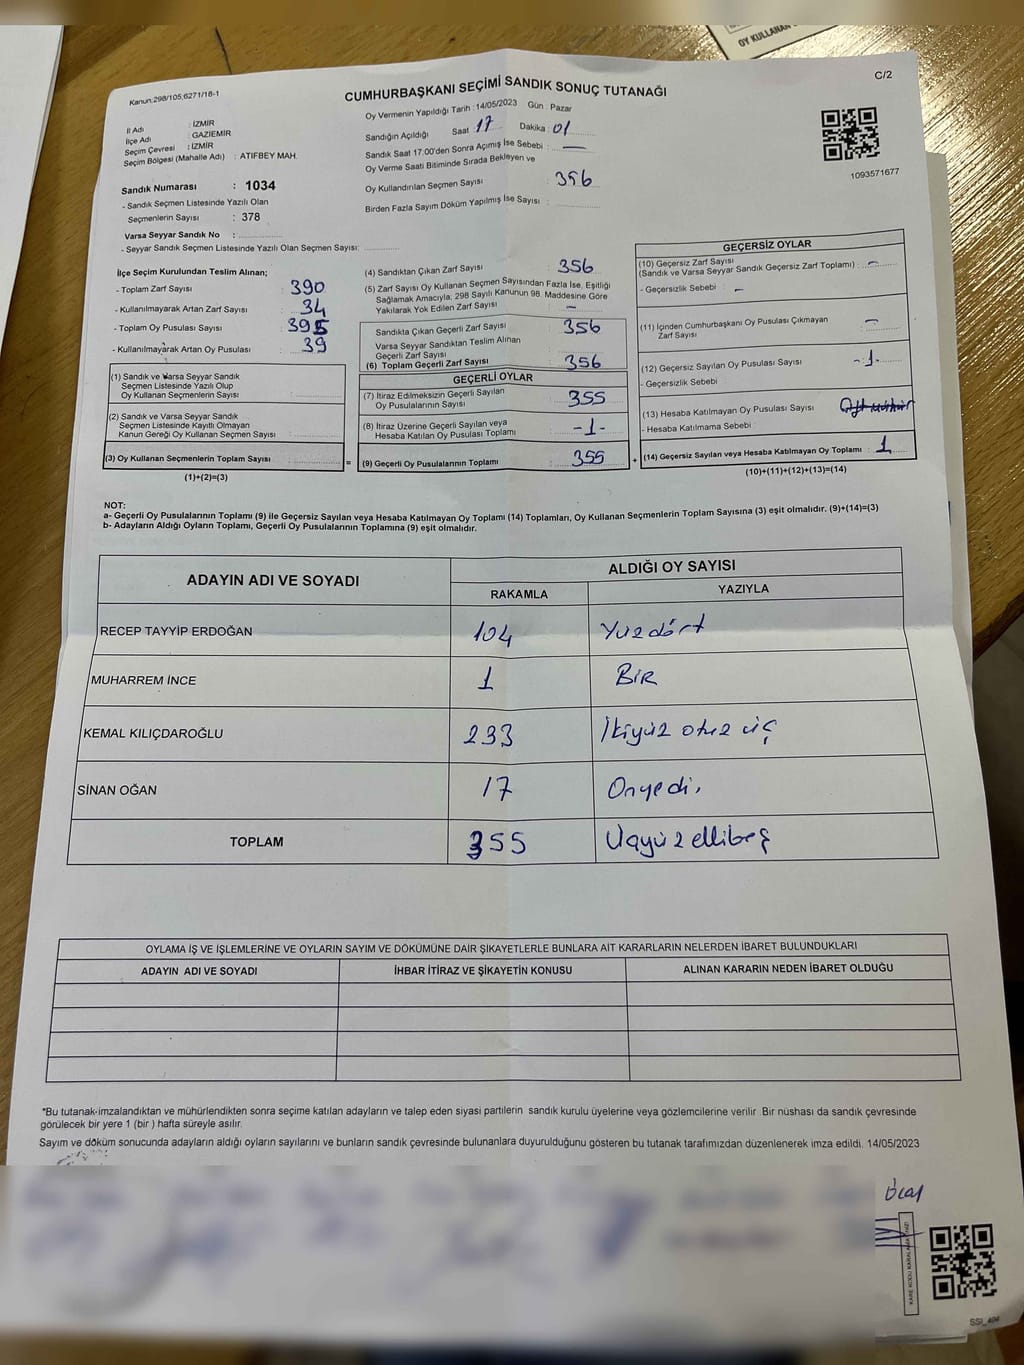 OY KULLANAN
Kanun:298/105,6271/18-1
CUMHURBAŞKANI SEÇİMİ SANDIK SONUÇ TUTANAĞI
C/2
İl Adı : İZMİR
İlçe Adı : GAZİEMİR
Seçim Çevresi : İZMİR
Seçim Bölgesi (Mahalle Adı) : ATIFBEY MAH.
Sandık Numarası : 1034
- Sandık Seçmen Listesinde Yazılı Olan
Seçmenlerin Sayısı : 378
Varsa Seyyar Sandık No :
- Seyyar Sandık Seçmen Listesinde Yazılı Olan Seçmen Sayısı:
Oy Vermenin Yapıldığı Tarih : 14/05/2023 Gün : Pazar
Sandığın Açıldığı Saat : 17 Dakika : 01
Sandık Saat 17:00'den Sonra Açımış İse Sebebi : —
Oy Verme Saati Bitiminde Sırada Bekleyen ve
Oy Kullandırılan Seçmen Sayısı : 356
Birden Fazla Sayım Döküm Yapılmış İse Sayısı :
1093571677
İlçe Seçim Kurulundan Teslim Alınan;
- Toplam Zarf Sayısı : 390
- Kullanılmayarak Artan Zarf Sayısı : 34
- Toplam Oy Pusulası Sayısı : 395
- Kullanılmayarak Artan Oy Pusulası : 39
(1) Sandık ve Varsa Seyyar Sandık
Seçmen Listesinde Yazılı Olup
Oy Kullanan Seçmenlerin Sayısı :
(2) Sandık ve Varsa Seyyar Sandık
Seçmen Listesinde Kayıtlı Olmayan
Kanun Gereği Oy Kullanan Seçmen Sayısı :
(3) Oy Kullanan Seçmenlerin Toplam Sayısı :
(1)+(2)=(3)
(4) Sandıktan Çıkan Zarf Sayısı : 356
(5) Zarf Sayısı Oy Kullanan Seçmen Sayısından Fazla İse, Eşitliği
Sağlamak Amacıyla; 298 Sayılı Kanunun 98. Maddesine Göre
Yakılarak Yok Edilen Zarf Sayısı : —
Sandıkta Çıkan Geçerli Zarf Sayısı : 356
Varsa Seyyar Sandıktan Teslim Alınan
Geçerli Zarf Sayısı :
(6) Toplam Geçerli Zarf Sayısı : 356
GEÇERLİ OYLAR
(7) İtiraz Edilmeksizin Geçerli Sayılan
Oy Pusulalarının Sayısı : 355
(8) İtiraz Üzerine Geçerli Sayılan veya
Hesaba Katılan Oy Pusulası Toplamı : -1-
= (9) Geçerli Oy Pusulalarının Toplamı : 355
GEÇERSİZ OYLAR
(10) Geçersiz Zarf Sayısı
(Sandık ve Varsa Seyyar Sandık Geçersiz Zarf Toplamı) : —
- Geçersizlik Sebebi : —
(11) İçinden Cumhurbaşkanı Oy Pusulası Çıkmayan
Zarf Sayısı : —
(12) Geçersiz Sayılan Oy Pusulası Sayısı : -1-
- Geçersizlik Sebebi :
(13) Hesaba Katılmayan Oy Pusulası Sayısı :
- Hesaba Katılmama Sebebi :
+ (14) Geçersiz Sayılan veya Hesaba Katılmayan Oy Toplamı : 1
(10)+(11)+(12)+(13)=(14)
NOT:
a- Geçerli Oy Pusulalarının Toplamı (9) ile Geçersiz Sayılan veya Hesaba Katılmayan Oy Toplamı (14) Toplamları, Oy Kullanan Seçmenlerin Toplam Sayısına (3) eşit olmalıdır. (9)+(14)=(3)
b- Adayların Aldığı Oyların Toplamı, Geçerli Oy Pusulalarının Toplamına (9) eşit olmalıdır.
ADAYIN ADI VE SOYADI
ALDIĞI OY SAYISI
RAKAMLA YAZIYLA
RECEP TAYYİP ERDOĞAN 104 Yüzdört
MUHARREM İNCE 1 BİR
KEMAL KILIÇDAROĞLU 233 İkiyüz otuz üç
SİNAN OĞAN 17 Onyedi,
TOPLAM 355 Üçyüz ellibeş
OYLAMA İŞ VE İŞLEMLERİNE VE OYLARIN SAYIM VE DÖKÜMÜNE DAİR ŞİKAYETLERLE BUNLARA AİT KARARLARIN NELERDEN İBARET BULUNDUKLARI
ADAYIN ADI VE SOYADI İHBAR İTİRAZ VE ŞİKAYETİN KONUSU ALINAN KARARIN NEDEN İBARET OLDUĞU
*Bu tutanak imzalandıktan ve mühürlendikten sonra seçime katılan adayların ve talep eden siyasi partilerin sandık kurulu üyelerine veya gözlemcilerine verilir. Bir nüshası da sandık çevresinde
görülecek bir yere 1 (bir ) hafta süreyle asılır.
Sayım ve döküm sonucunda adayların aldığı oyların sayılarını ve bunların sandık çevresinde bulunanlara duyurulduğunu gösteren bu tutanak tarafımızdan düzenlenerek imza edildi. 14/05/2023